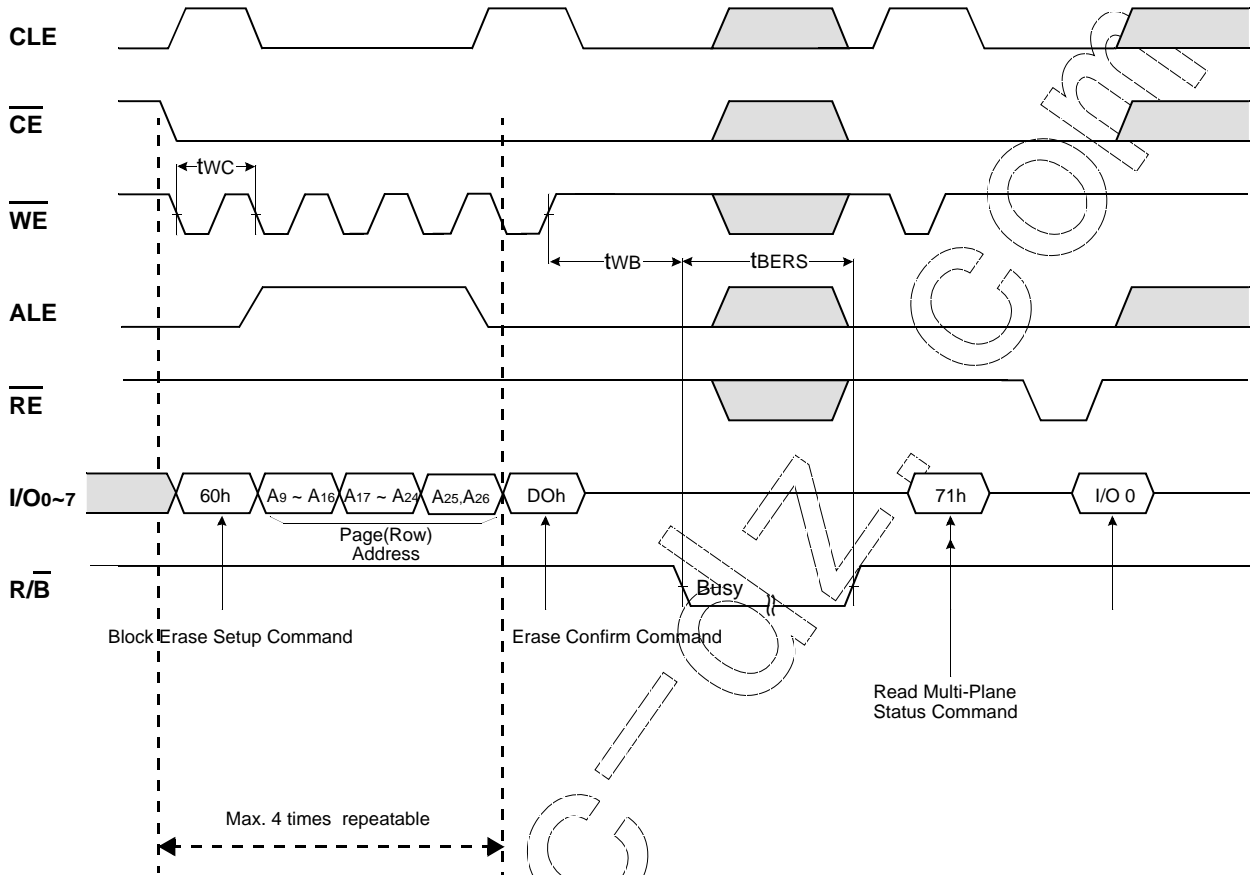 CLE
CE
tWC
WE
tWB
tBERS
ALE
RE
I/O0~7
60h
A9 ~ A16
A17 ~ A24
A25,A26
DOh
71h
I/O 0
Page(Row)
Address
R/B
Busy
Block Erase Setup Command
Erase Confirm Command
Read Multi-Plane
Status Command
Max. 4 times repeatable